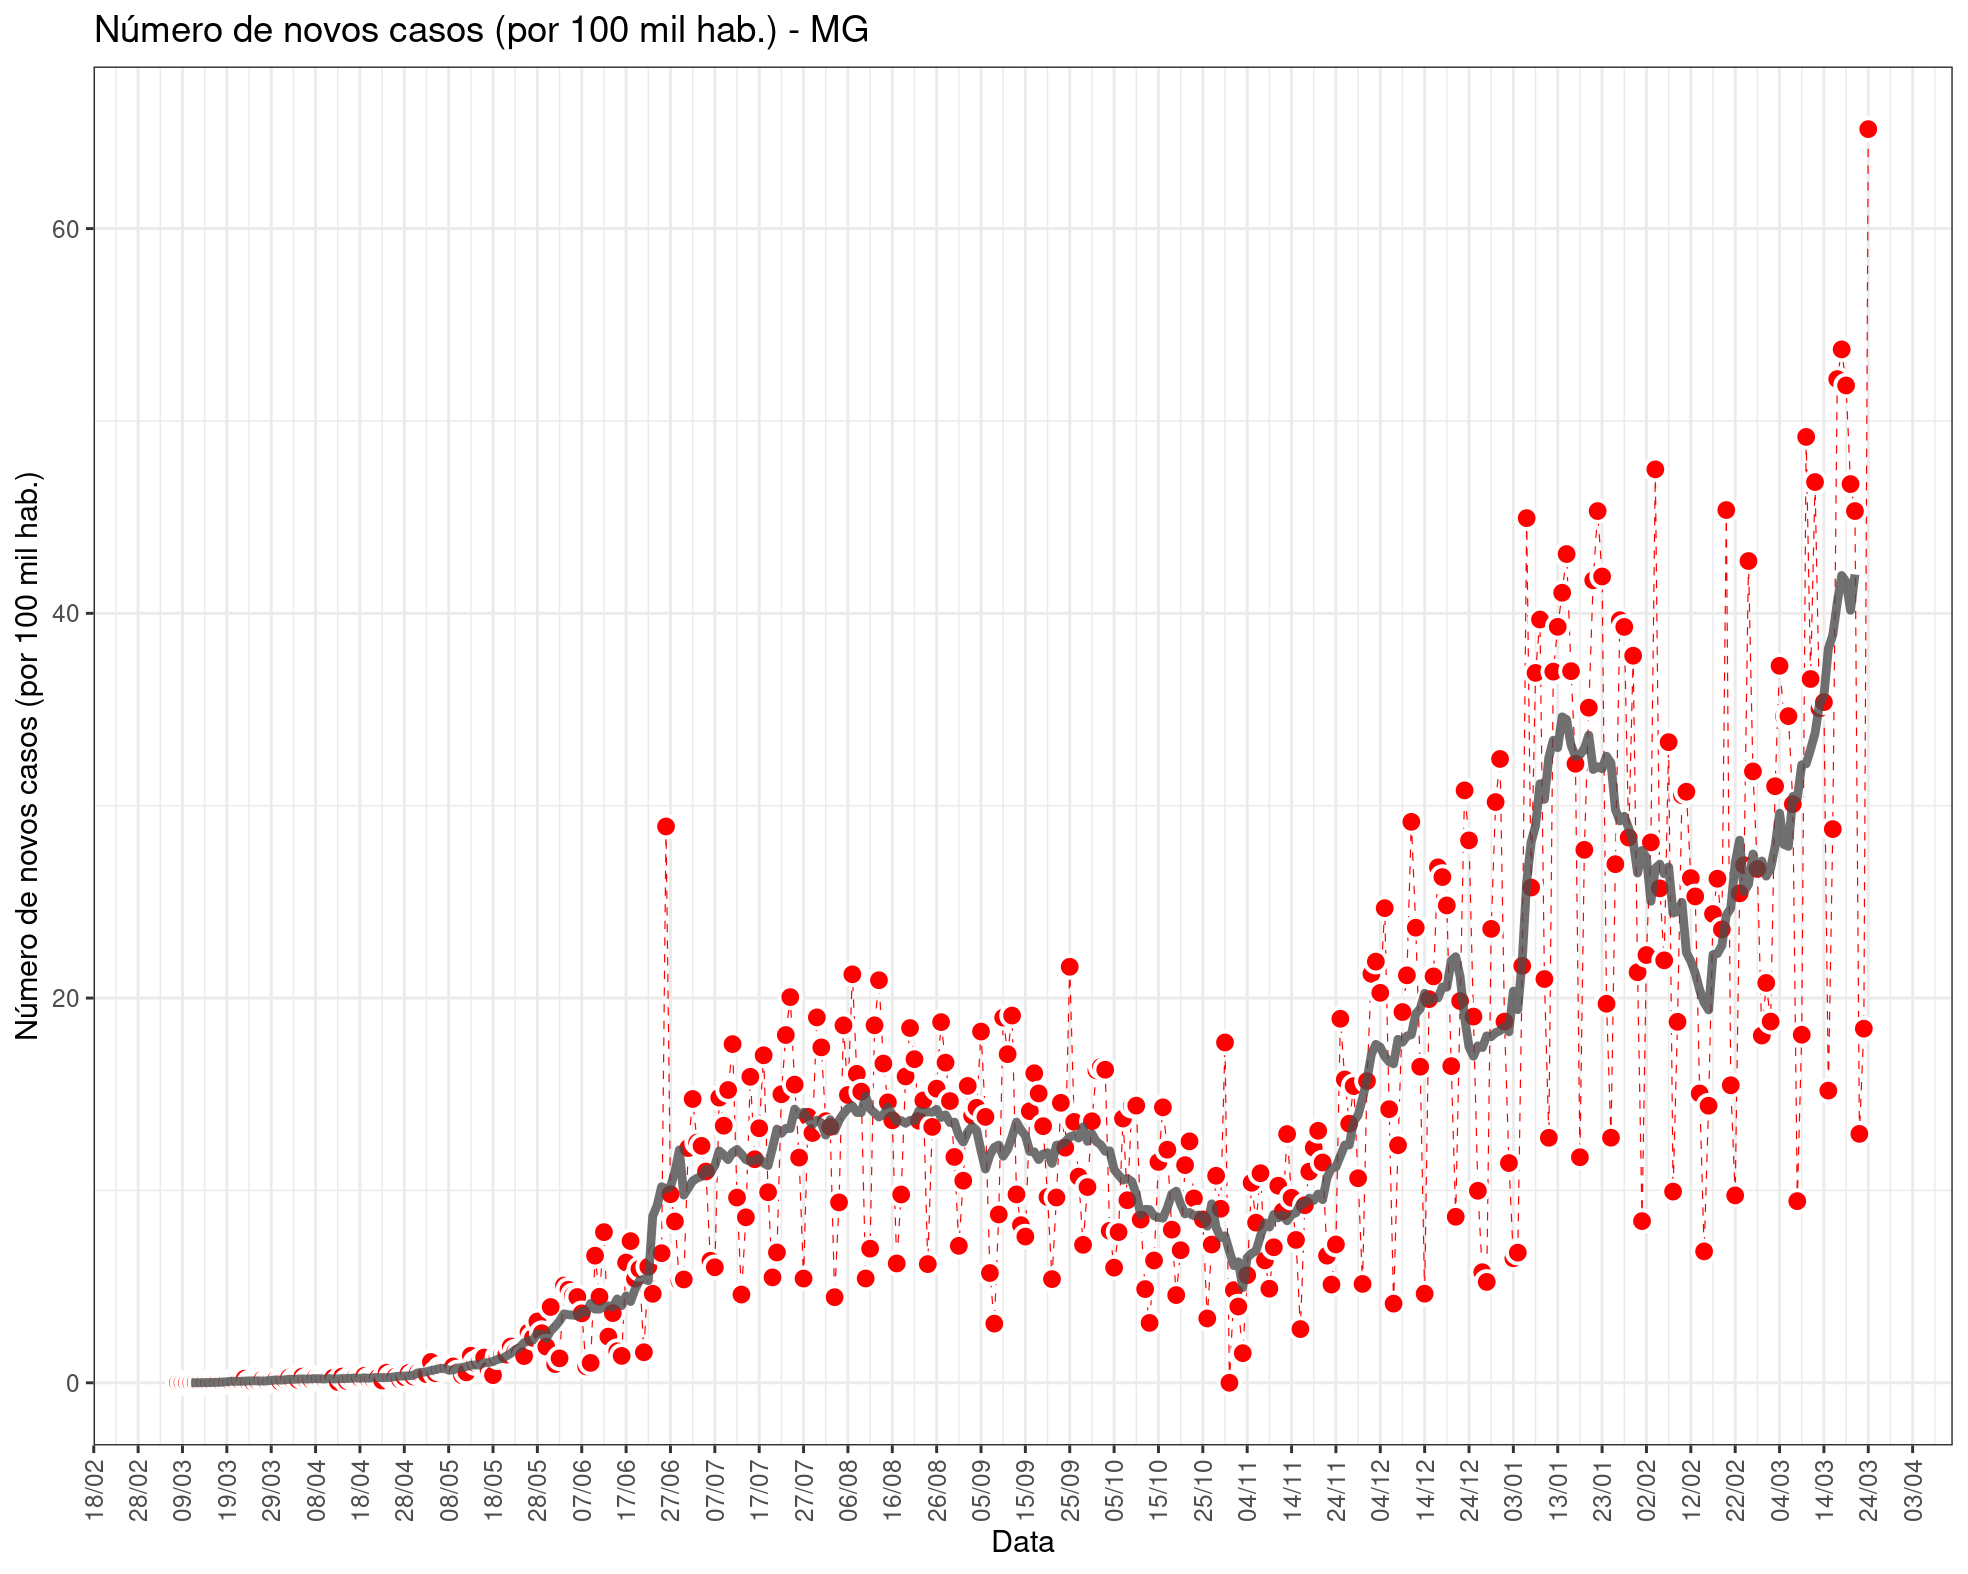 Número de novos casos (por 100 mil hab.) - MG
Número de novos casos (por 100 mil hab.)
60
40
20
0
18/02 28/02 09/03 19/03 29/03 08/04 18/04 28/04 08/05 18/05 28/05 07/06 17/06 27/06 07/07 17/07 27/07 06/08 16/08 26/08 05/09 15/09 25/09 05/10 15/10 25/10 04/11 14/11 24/11 04/12 14/12 24/12 03/01 13/01 23/01 02/02 12/02 22/02 04/03 14/03 24/03 03/04
Data